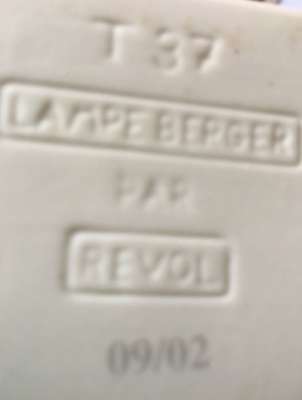 T 37
LAMPE BERGER
PAR
REVOL
09/02